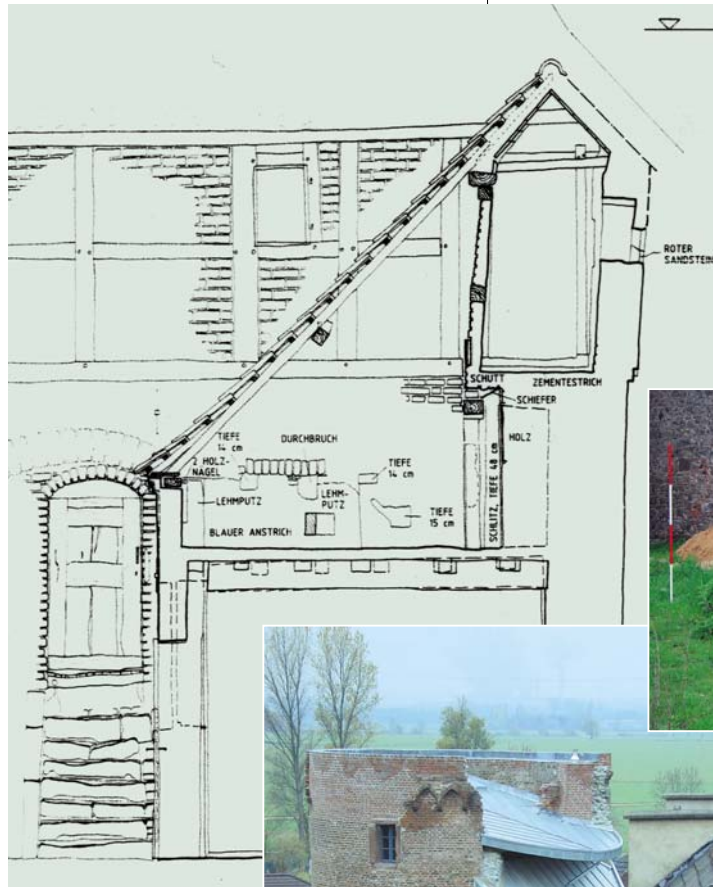 ROTER
SANDSTEIN
SCHUTT
ZEMENTESTRICH
SCHIEFER
HOLZ
TIEFE
14 cm
DURCHBRUCH
TIEFE
14 cm
2 HOLZ-
NAGEL
LEHMPUTZ
LEHM-
PUTZ
TIEFE
15 cm
BLAUER ANSTRICH
SCHLITZ, TIEFE 48 cm